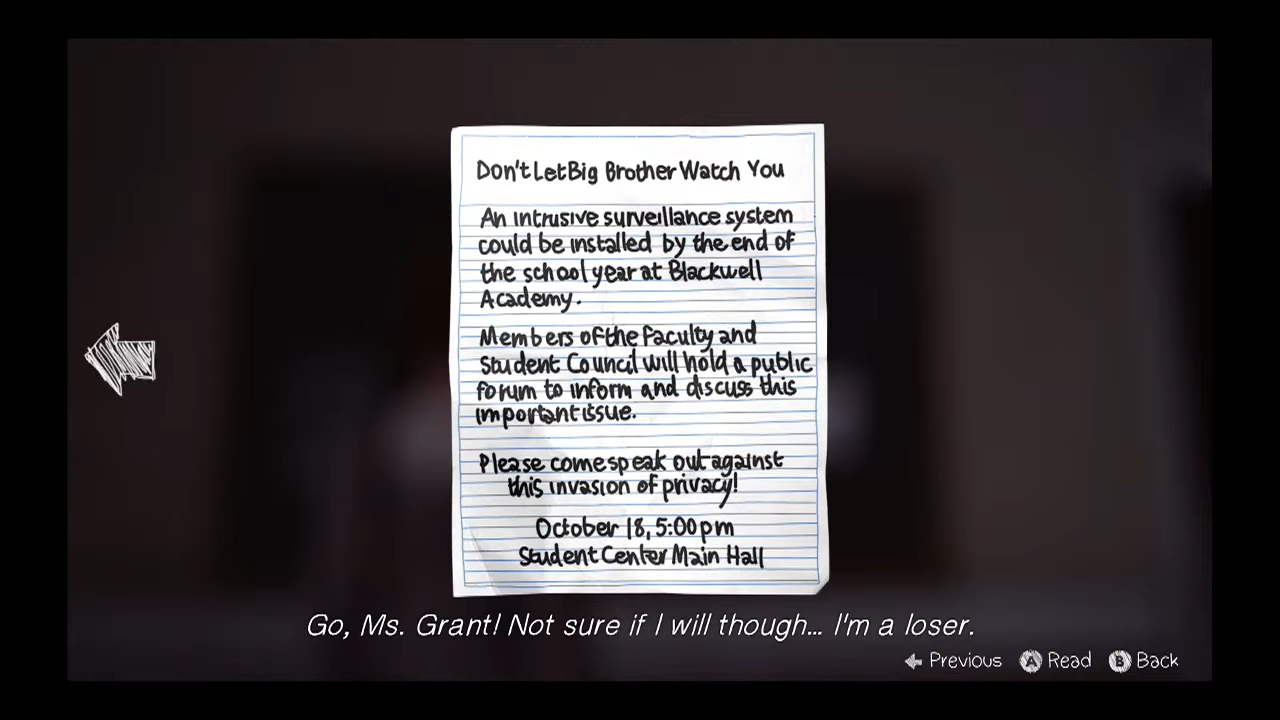 Don't Let Big Brother Watch You
An intrusive surveillance system
could be installed by the end of
the school year at Blackwell
Academy.
Members of the faculty and
Student Council will hold a public
forum to inform and discuss this
important issue.
Please come speak out against
this invasion of privacy!
October 18, 5:00pm
Student Center Main Hall
Go, Ms. Grant! Not sure if I will though... I'm a loser.
Previous A Read B Back